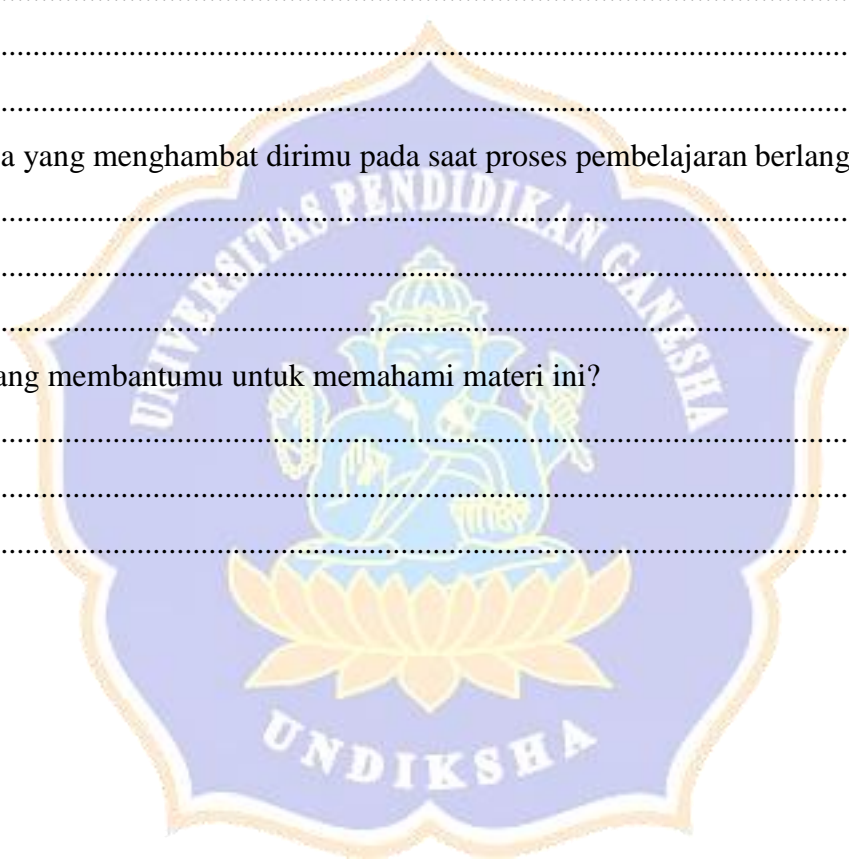 ................................................................................................................
................................................................................................................
................................................................................................................
a yang menghambat dirimu pada saat proses pembelajaran berlang
................................................................................................................
................................................................................................................
................................................................................................................
ang membantumu untuk memahami materi ini?
................................................................................................................
................................................................................................................
................................................................................................................
UNIVERSITAS PENDIDIKAN GANESHA
UNDIKSHA